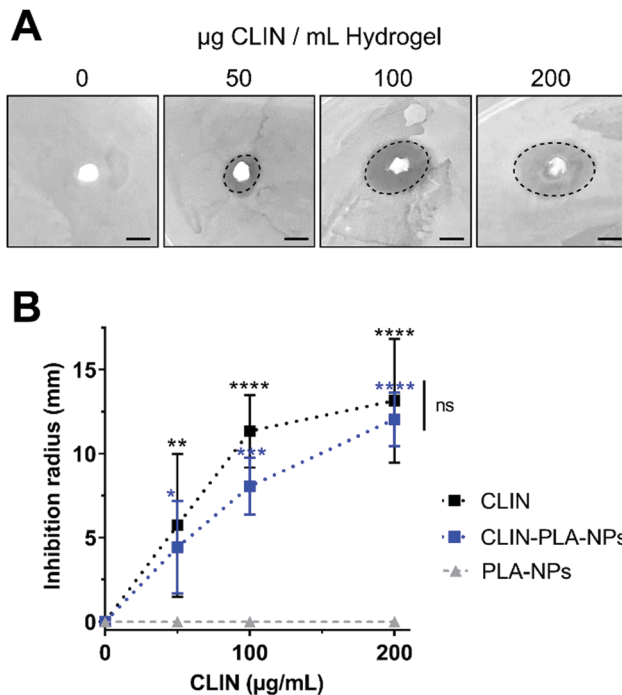 A
µg CLIN / mL Hydrogel
0 50 100 200
B
Inhibition radius (mm)
15
10
5
0
**** 
****
**
****
***
*
ns
CLIN
CLIN-PLA-NPs
PLA-NPs
0 100 200
CLIN (µg/mL)